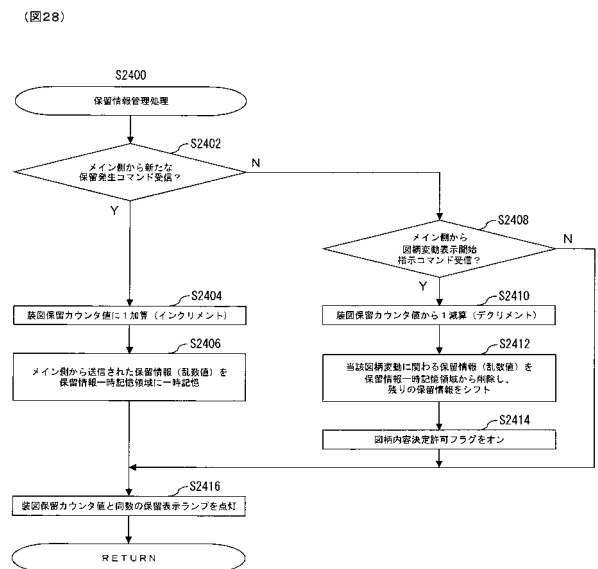 (図28)
S2400
保留情報管理処理
S2402
メイン側から新たな
保留発生コマンド受信?
N
Y
S2408
メイン側から
図柄変動表示開始
指示コマンド受信?
N
Y
S2404
装図保留カウンタ値に1加算(インクリメント)
S2410
装図保留カウンタ値から1減算(デクリメント)
S2406
メイン側から送信された保留情報(乱数値)を
保留情報一時記憶領域に一時記憶
S2412
当該図柄変動に関わる保留情報(乱数値)を
保留情報一時記憶領域から削除し、
残りの保留情報をシフト
S2414
図柄内容決定許可フラグをオン
S2416
装図保留カウンタ値と同数の保留表示ランプを点灯
RETURN